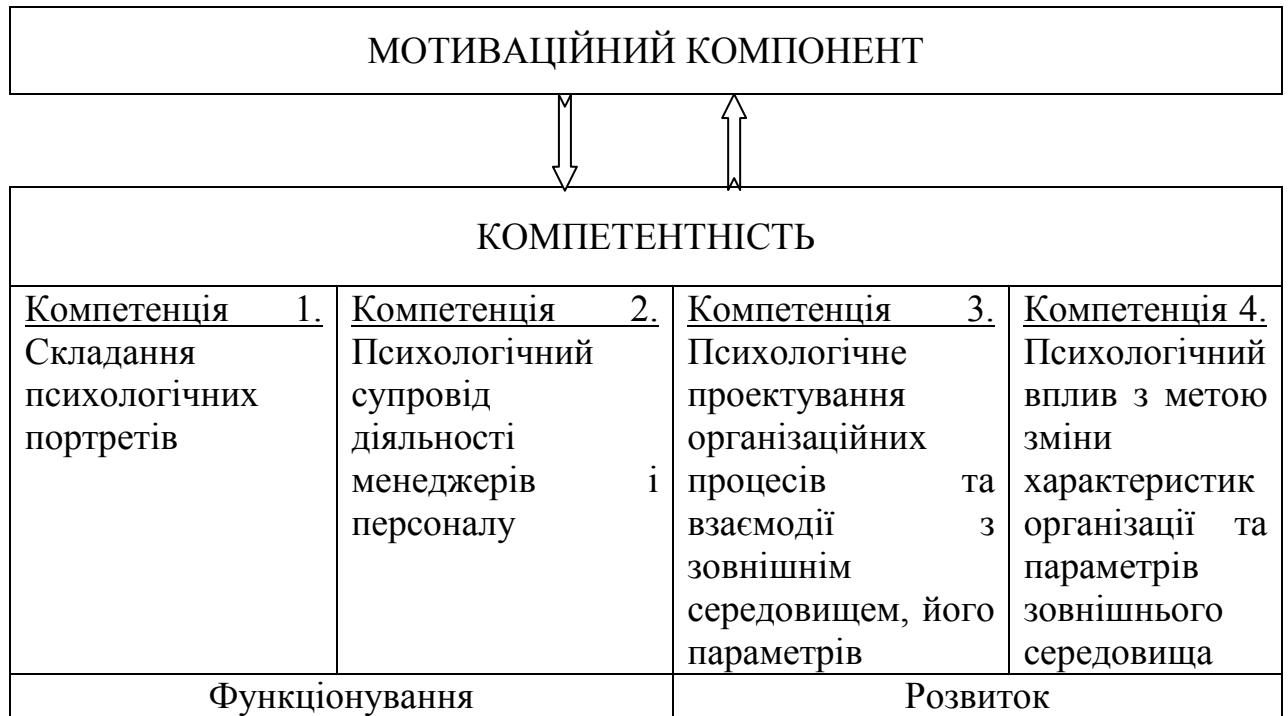 МОТИВАЦІЙНИЙ КОМПОНЕНТ
КОМПЕТЕНТНІСТЬ
Компетенція 1.
Складання
психологічних
портретів
Компетенція 2.
Психологічний
супровід
діяльності
менеджерів і
персоналу
Компетенція 3.
Психологічне
проектування
організаційних
процесів та
взаємодії з
зовнішнім
середовищем, його
параметрів
Компетенція 4.
Психологічний
вплив з метою
зміни
характеристик
організації та
параметрів
зовнішнього
середовища
Функціонування
Розвиток